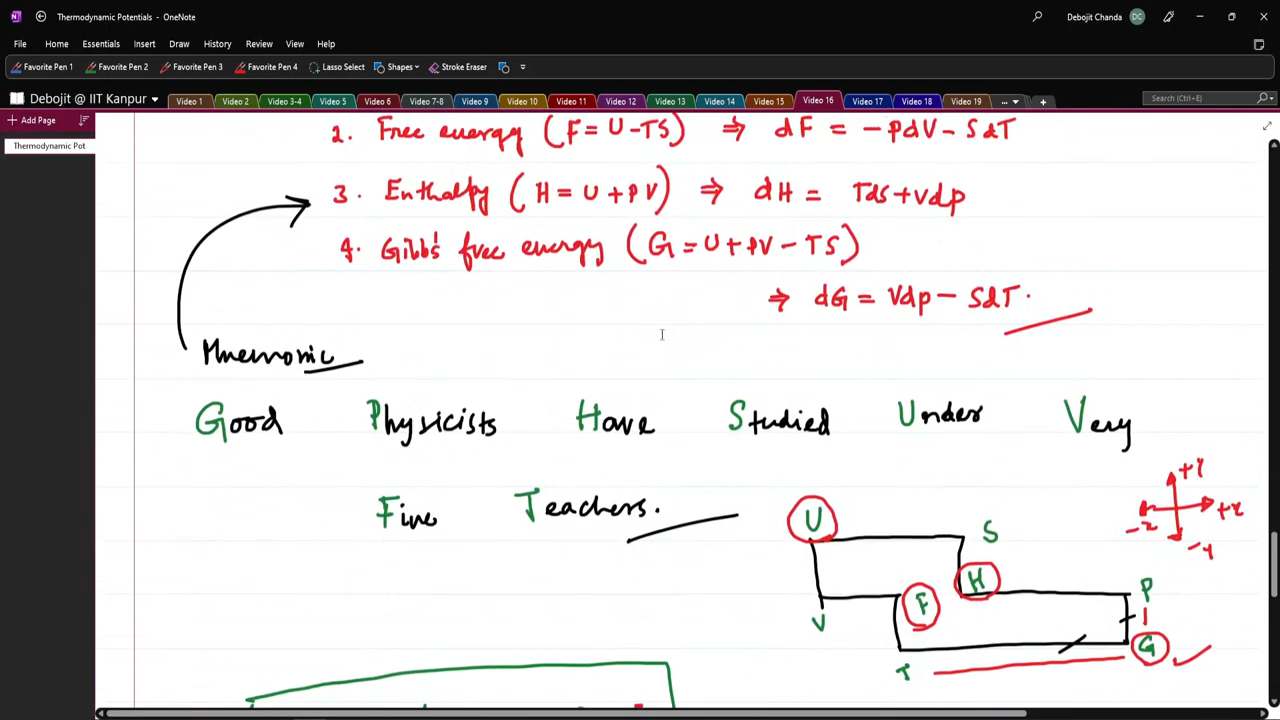 Thermodynamic Potentials - OneNote
Debojit Chanda DC
File Home Essentials Insert Draw History Review View Help
Favorite Pen 1 Favorite Pen 2 Favorite Pen 3 Favorite Pen 4 Lasso Select Shapes Stroke Eraser
Debojit @ IIT Kanpur Video 1 Video 2 Video 3-4 Video 5 Video 6 Video 7-8 Video 9 Video 10 Video 11 Video 12 Video 13 Video 14 Video 15 Video 16 Video 17 Video 18 Video 19 ... Search (Ctrl+E)
Add Page
Thermodynamic Pot
2. Free energy (F = U - TS) ⇒ dF = -PdV - SdT
3. Enthalpy (H = U + PV) ⇒ dH = Tds + vdp
4. Gibb's free energy (G = U + PV - TS)
⇒ dG = Vdp - SdT.
Mnemonic
Good Physicists Have Studied Under Very
Fine Teachers.
+Y
-x +x
-Y
U S
H P
F
V
G
T